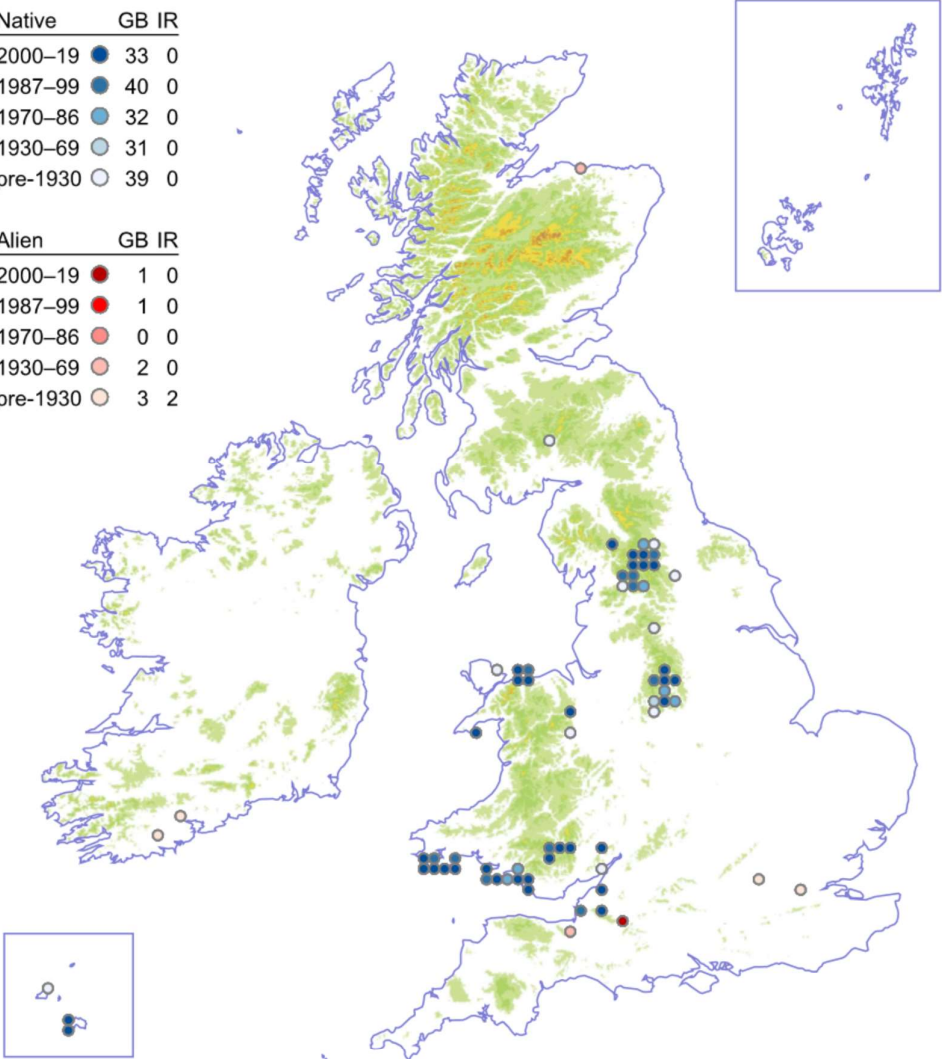 Native GB IR
2000–19 33 0
1987–99 40 0
1970–86 32 0
1930–69 31 0
pre-1930 39 0
Alien GB IR
2000–19 1 0
1987–99 1 0
1970–86 0 0
1930–69 2 0
pre-1930 3 2